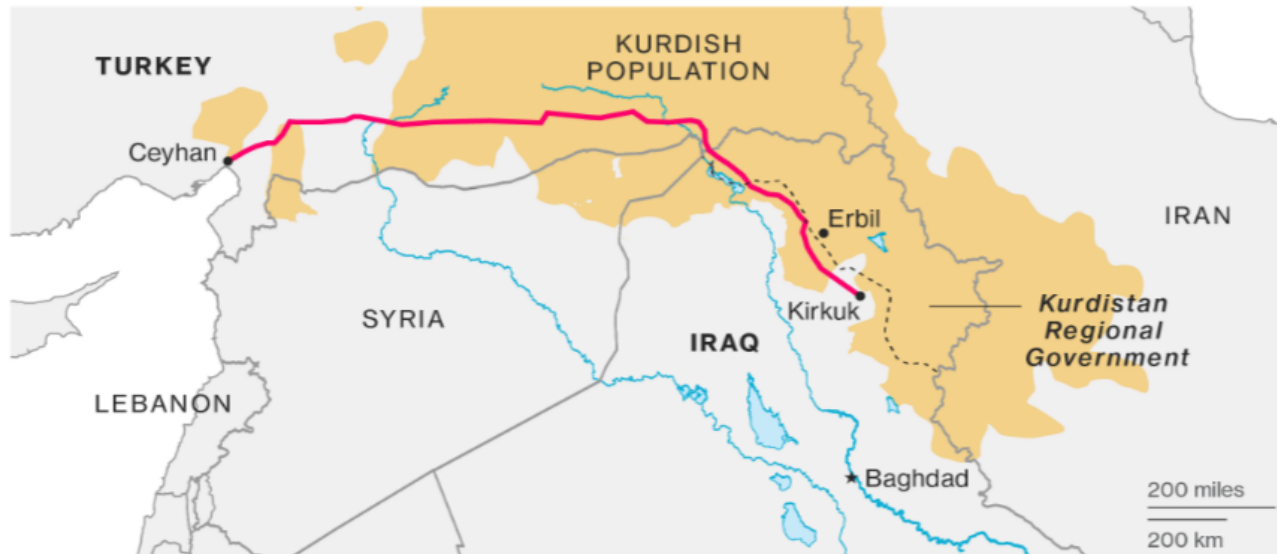 KURDISH
POPULATION
TURKEY
Ceyhan
Erbil
IRAN
Kirkuk
Kurdistan
Regional
Government
SYRIA
IRAQ
LEBANON
Baghdad
200 miles
200 km